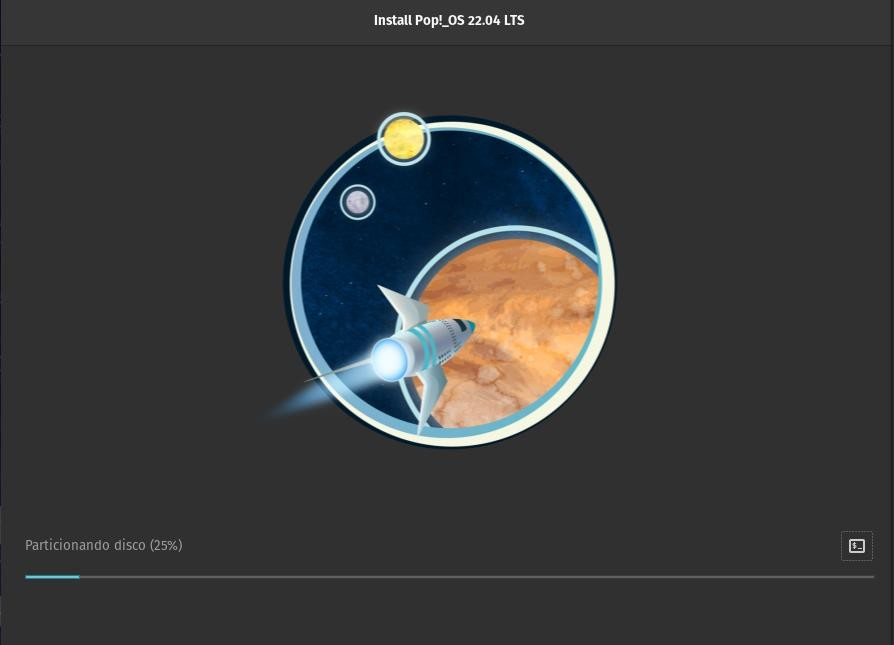 Install Pop!_OS 22.04 LTS
Particionando disco (25%)
$_